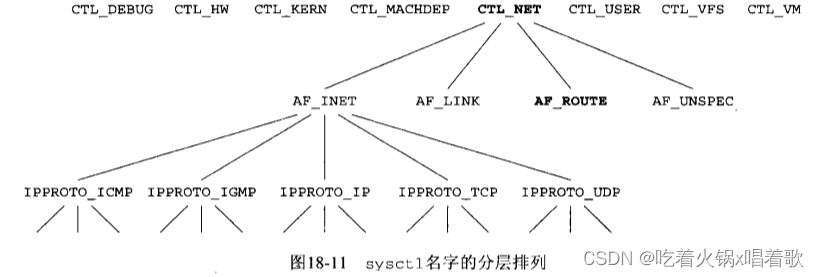 CTL_DEBUG CTL_HW CTL_KERN CTL_MACHDEP CTL_NET CTL_USER CTL_VFS CTL_VM
AF_INET AF_LINK AF_ROUTE AF_UNSPEC
IPPROTO_ICMP IPPROTO_IGMP IPPROTO_IP IPPROTO_TCP IPPROTO_UDP
图18-11 sysctl名字的分层排列
CSDN @吃着火锅x唱着歌